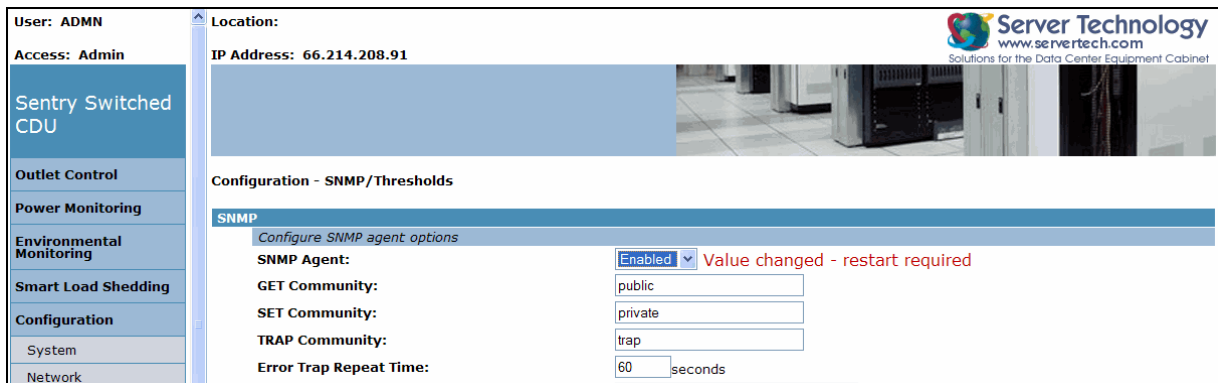 User: ADMN
Access: Admin
Location:
IP Address: 66.214.208.91
Server Technology
www.servertech.com
Solutions for the Data Center Equipment Cabinet
Sentry Switched
CDU
Outlet Control
Power Monitoring
Environmental
Monitoring
Smart Load Shedding
Configuration
System
Network
Configuration - SNMP/Thresholds
SNMP
Configure SNMP agent options
SNMP Agent: Enabled Value changed - restart required
GET Community: public
SET Community: private
TRAP Community: trap
Error Trap Repeat Time: 60 seconds